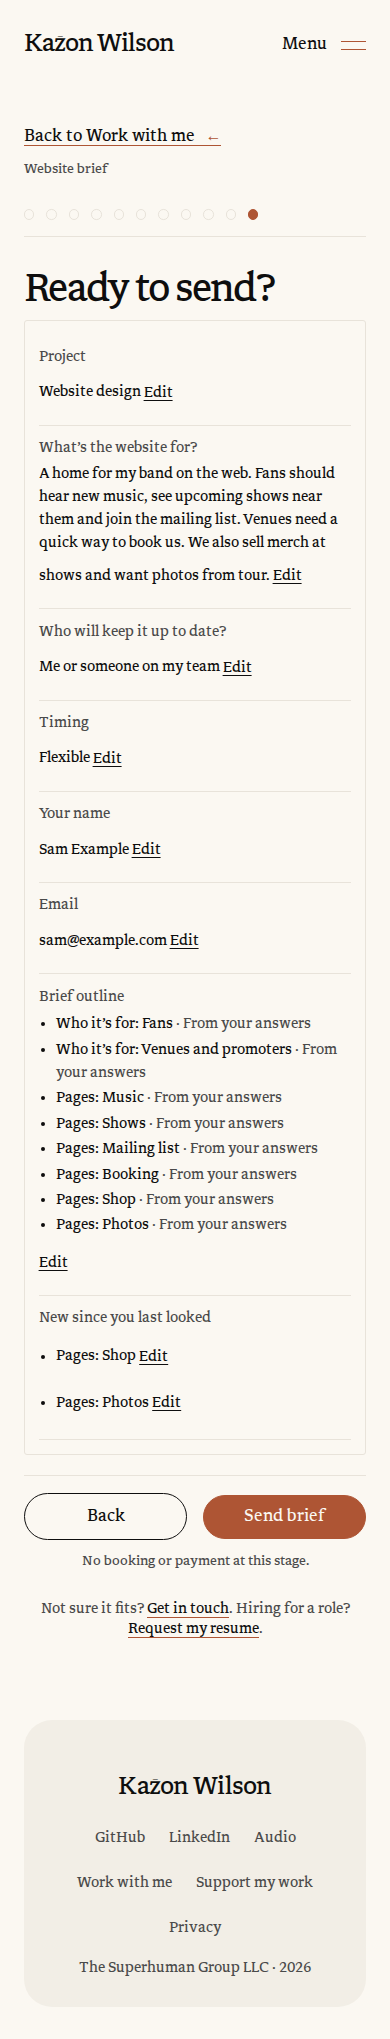 Kazōn Wilson
Menu
Back to Work with me ←
Website brief
Ready to send?
Project
Website design Edit
What's the website for?
A home for my band on the web. Fans should
hear new music, see upcoming shows near
them and join the mailing list. Venues need a
quick way to book us. We also sell merch at
shows and want photos from tour. Edit
Who will keep it up to date?
Me or someone on my team Edit
Timing
Flexible Edit
Your name
Sam Example Edit
Email
sam@example.com Edit
Brief outline
• Who it's for: Fans · From your answers
• Who it's for: Venues and promoters · From
your answers
• Pages: Music · From your answers
• Pages: Shows · From your answers
• Pages: Mailing list · From your answers
• Pages: Booking · From your answers
• Pages: Shop · From your answers
• Pages: Photos · From your answers
Edit
New since you last looked
• Pages: Shop Edit
• Pages: Photos Edit
Back
Send brief
No booking or payment at this stage.
Not sure it fits? Get in touch. Hiring for a role?
Request my resume.
Kazōn Wilson
GitHub LinkedIn Audio
Work with me Support my work
Privacy
The Superhuman Group LLC · 2026